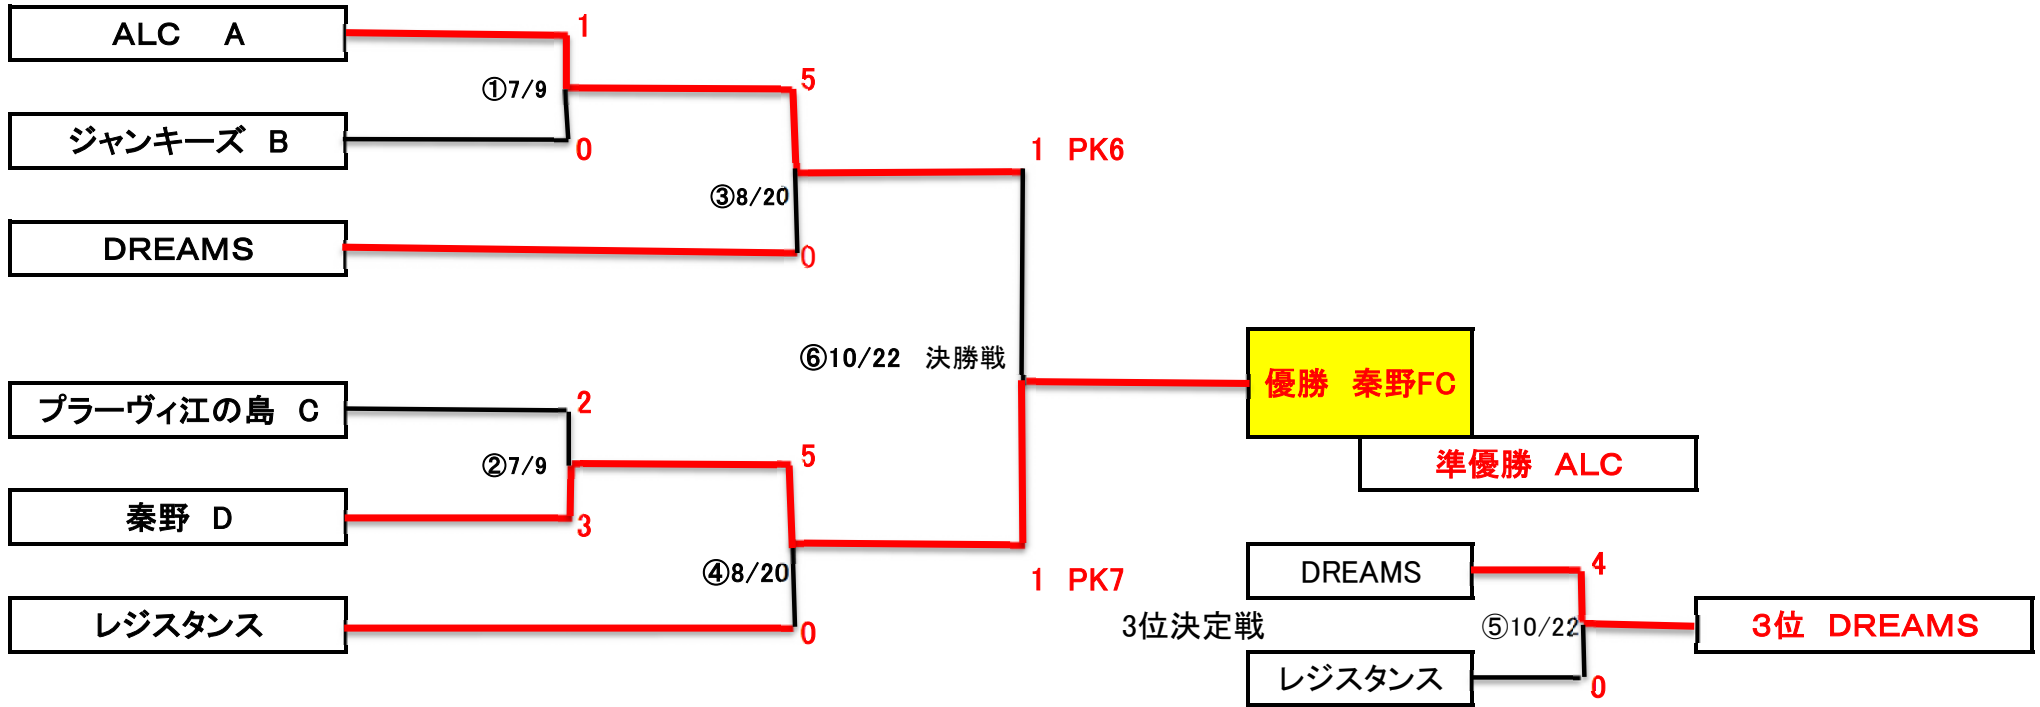 ALC　A
1
①7/9
ジャンキーズ　B
0
5
③8/20
DREAMS
0
1　PK6
⑥10/22　決勝戦
優勝　秦野FC
準優勝　ALC
プラーヴィ江の島　C
2
②7/9
秦野　D
3
5
④8/20
レジスタンス
0
1　PK7
DREAMS
4
3位決定戦
⑤10/22
3位　DREAMS
レジスタンス
0